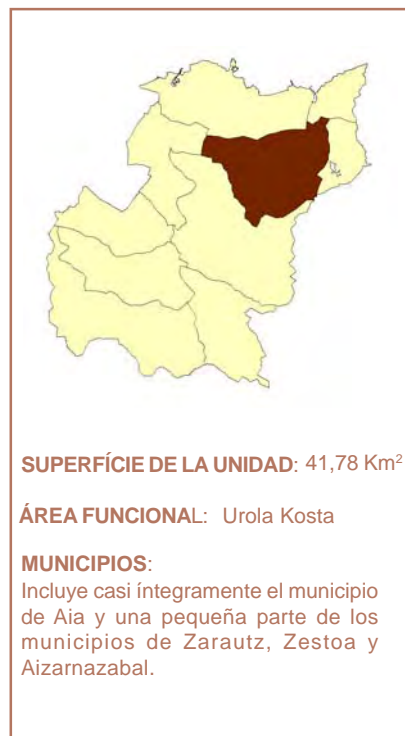 SUPERFÍCIE DE LA UNIDAD: 41,78 Km²
ÁREA FUNCIONAL: Urola Kosta
MUNICIPIOS:
Incluye casi íntegramente el municipio
de Aia y una pequeña parte de los
municipios de Zarautz, Zestoa y
Aizarnazabal.